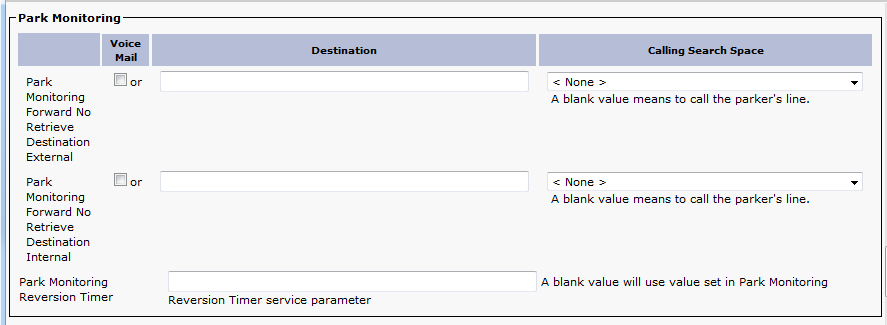 Park Monitoring
Voice Mail
Destination
Calling Search Space
Park
Monitoring
Forward No
Retrieve
Destination
External
or
< None >
A blank value means to call the parker's line.
Park
Monitoring
Forward No
Retrieve
Destination
Internal
or
< None >
A blank value means to call the parker's line.
Park Monitoring
Reversion Timer
A blank value will use value set in Park Monitoring
Reversion Timer service parameter